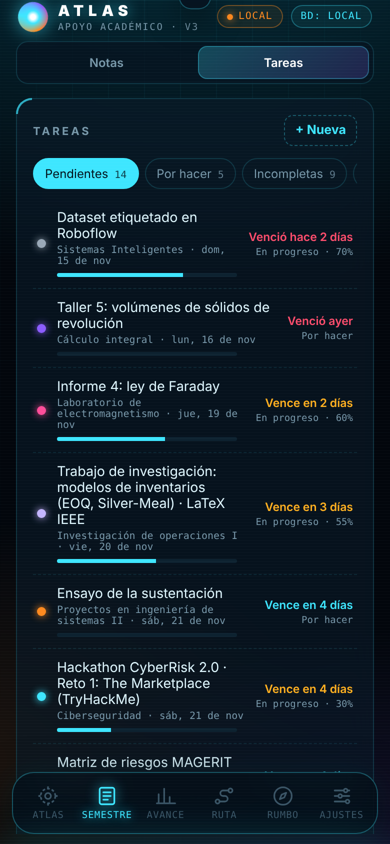 ATLAS
APOYO ACADÉMICO · V3
LOCAL
BD: LOCAL
Notas
Tareas
TAREAS
+ Nueva
Pendientes 14
Por hacer 5
Incompletas 9
Dataset etiquetado en
Roboflow
Sistemas Inteligentes · dom,
15 de nov
Venció hace 2 días
En progreso · 70%
Taller 5: volúmenes de sólidos de
revolución
Cálculo integral · lun, 16 de nov
Venció ayer
Por hacer
Informe 4: ley de Faraday
Laboratorio de
electromagnetismo · jue, 19 de
nov
Vence en 2 días
En progreso · 60%
Trabajo de investigación:
modelos de inventarios
(EOQ, Silver-Meal) · LaTeX
IEEE
Investigación de operaciones I
· vie, 20 de nov
Vence en 3 días
En progreso · 55%
Ensayo de la sustentación
Proyectos en ingeniería de
sistemas II · sáb, 21 de nov
Vence en 4 días
Por hacer
Hackathon CyberRisk 2.0 ·
Reto 1: The Marketplace
(TryHackMe)
Ciberseguridad · sáb, 21 de nov
Vence en 4 días
En progreso · 30%
Matriz de riesgos MAGERIT
ATLAS
SEMESTRE
AVANCE
RUTA
RUMBO
AJUSTES